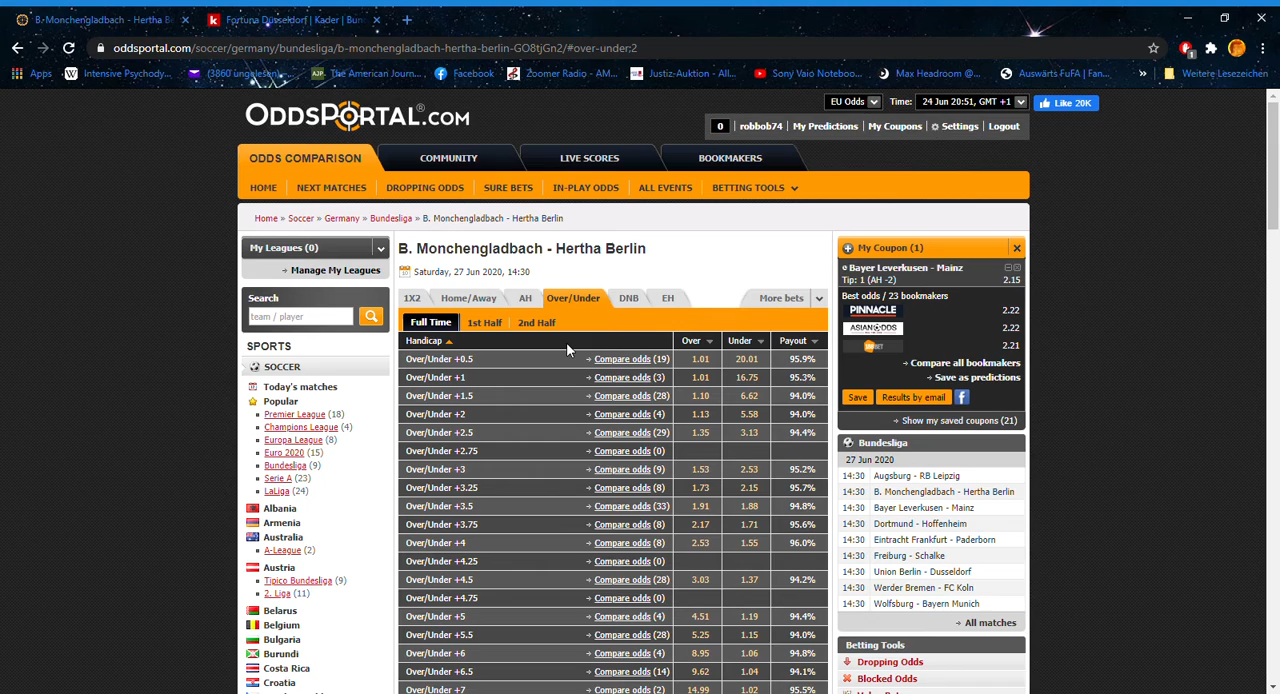 B. Monchengladbach - Hertha Be
Fortuna Düsseldorf | Kader | Bun
oddsportal.com/soccer/germany/bundesliga/b-monchengladbach-hertha-berlin-GO8tjGn2/#over-under;2
Apps
Intensive Psychody...
(3860 ungelesen)
The American Journ...
Facebook
Zoomer Radio - AM...
Justiz-Auktion - All...
Sony Vaio Notebook...
Max Headroom @...
Auswärts FuFA | Fan...
Weitere Lesezeichen
ODDSPORTAL.COM
EU Odds
Time:
24 Jun 20:51, GMT +1
Like 20K
0
robbob74
My Predictions
My Coupons
Settings
Logout
ODDS COMPARISON
COMMUNITY
LIVE SCORES
BOOKMAKERS
HOME
NEXT MATCHES
DROPPING ODDS
SURE BETS
IN-PLAY ODDS
ALL EVENTS
BETTING TOOLS
Home » Soccer » Germany » Bundesliga » B. Monchengladbach - Hertha Berlin
My Leagues (0)
Manage My Leagues
Search
team / player
SPORTS
SOCCER
Today's matches
Popular
Premier League (18)
Champions League (4)
Europa League (8)
Euro 2020 (15)
Bundesliga (9)
Serie A (23)
LaLiga (24)
Albania
Armenia
Australia
A-League (2)
Austria
Tipico Bundesliga (9)
2. Liga (11)
Belarus
Belgium
Bulgaria
Burundi
Costa Rica
Croatia
B. Monchengladbach - Hertha Berlin
Saturday, 27 Jun 2020, 14:30
1X2
Home/Away
AH
Over/Under
DNB
EH
More bets
Full Time
1st Half
2nd Half
Handicap Over Under Payout
Over/Under +0.5 Compare odds (19) 1.01 20.01 95.9%
Over/Under +1 Compare odds (3) 1.01 16.75 95.3%
Over/Under +1.5 Compare odds (28) 1.10 6.62 94.0%
Over/Under +2 Compare odds (4) 1.13 5.58 94.0%
Over/Under +2.5 Compare odds (29) 1.35 3.13 94.4%
Over/Under +2.75 Compare odds (0)
Over/Under +3 Compare odds (9) 1.53 2.53 95.2%
Over/Under +3.25 Compare odds (8) 1.73 2.15 95.7%
Over/Under +3.5 Compare odds (33) 1.91 1.88 94.8%
Over/Under +3.75 Compare odds (8) 2.17 1.71 95.6%
Over/Under +4 Compare odds (8) 2.53 1.55 96.0%
Over/Under +4.25 Compare odds (0)
Over/Under +4.5 Compare odds (28) 3.03 1.37 94.2%
Over/Under +4.75 Compare odds (0)
Over/Under +5 Compare odds (4) 4.51 1.19 94.4%
Over/Under +5.5 Compare odds (28) 5.25 1.15 94.0%
Over/Under +6 Compare odds (4) 8.95 1.06 94.8%
Over/Under +6.5 Compare odds (14) 9.62 1.04 94.1%
Over/Under +7 Compare odds (2) 14.99 1.02 95.5%
My Coupon (1)
Bayer Leverkusen - Mainz
Tip: 1 (AH -2) 2.15
Best odds / 23 bookmakers
PINNACLE 2.22
ASIANODDS 2.22
2.21
Compare all bookmakers
Save as predictions
Save
Results by email
Show my saved coupons (21)
Bundesliga
27 Jun 2020
14:30 Augsburg - RB Leipzig
14:30 B. Monchengladbach - Hertha Berlin
14:30 Bayer Leverkusen - Mainz
14:30 Dortmund - Hoffenheim
14:30 Eintracht Frankfurt - Paderborn
14:30 Freiburg - Schalke
14:30 Union Berlin - Dusseldorf
14:30 Werder Bremen - FC Koln
14:30 Wolfsburg - Bayern Munich
All matches
Betting Tools
Dropping Odds
Blocked Odds